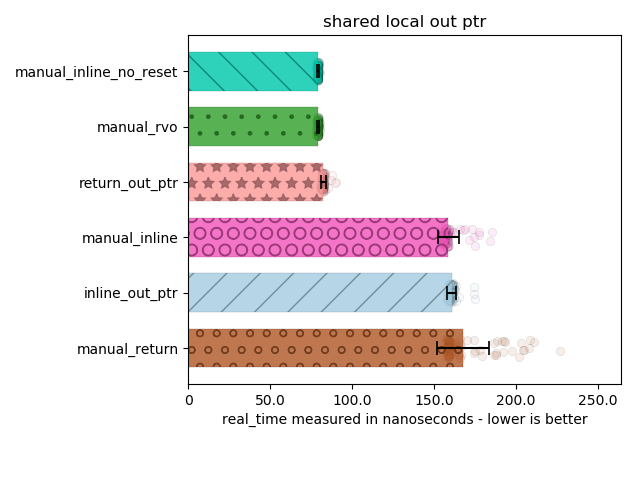 shared local out ptr
manual_inline_no_reset
manual_rvo
return_out_ptr
manual_inline
inline_out_ptr
manual_return
0 50.0 100.0 150.0 200.0 250.0
real_time measured in nanoseconds - lower is better